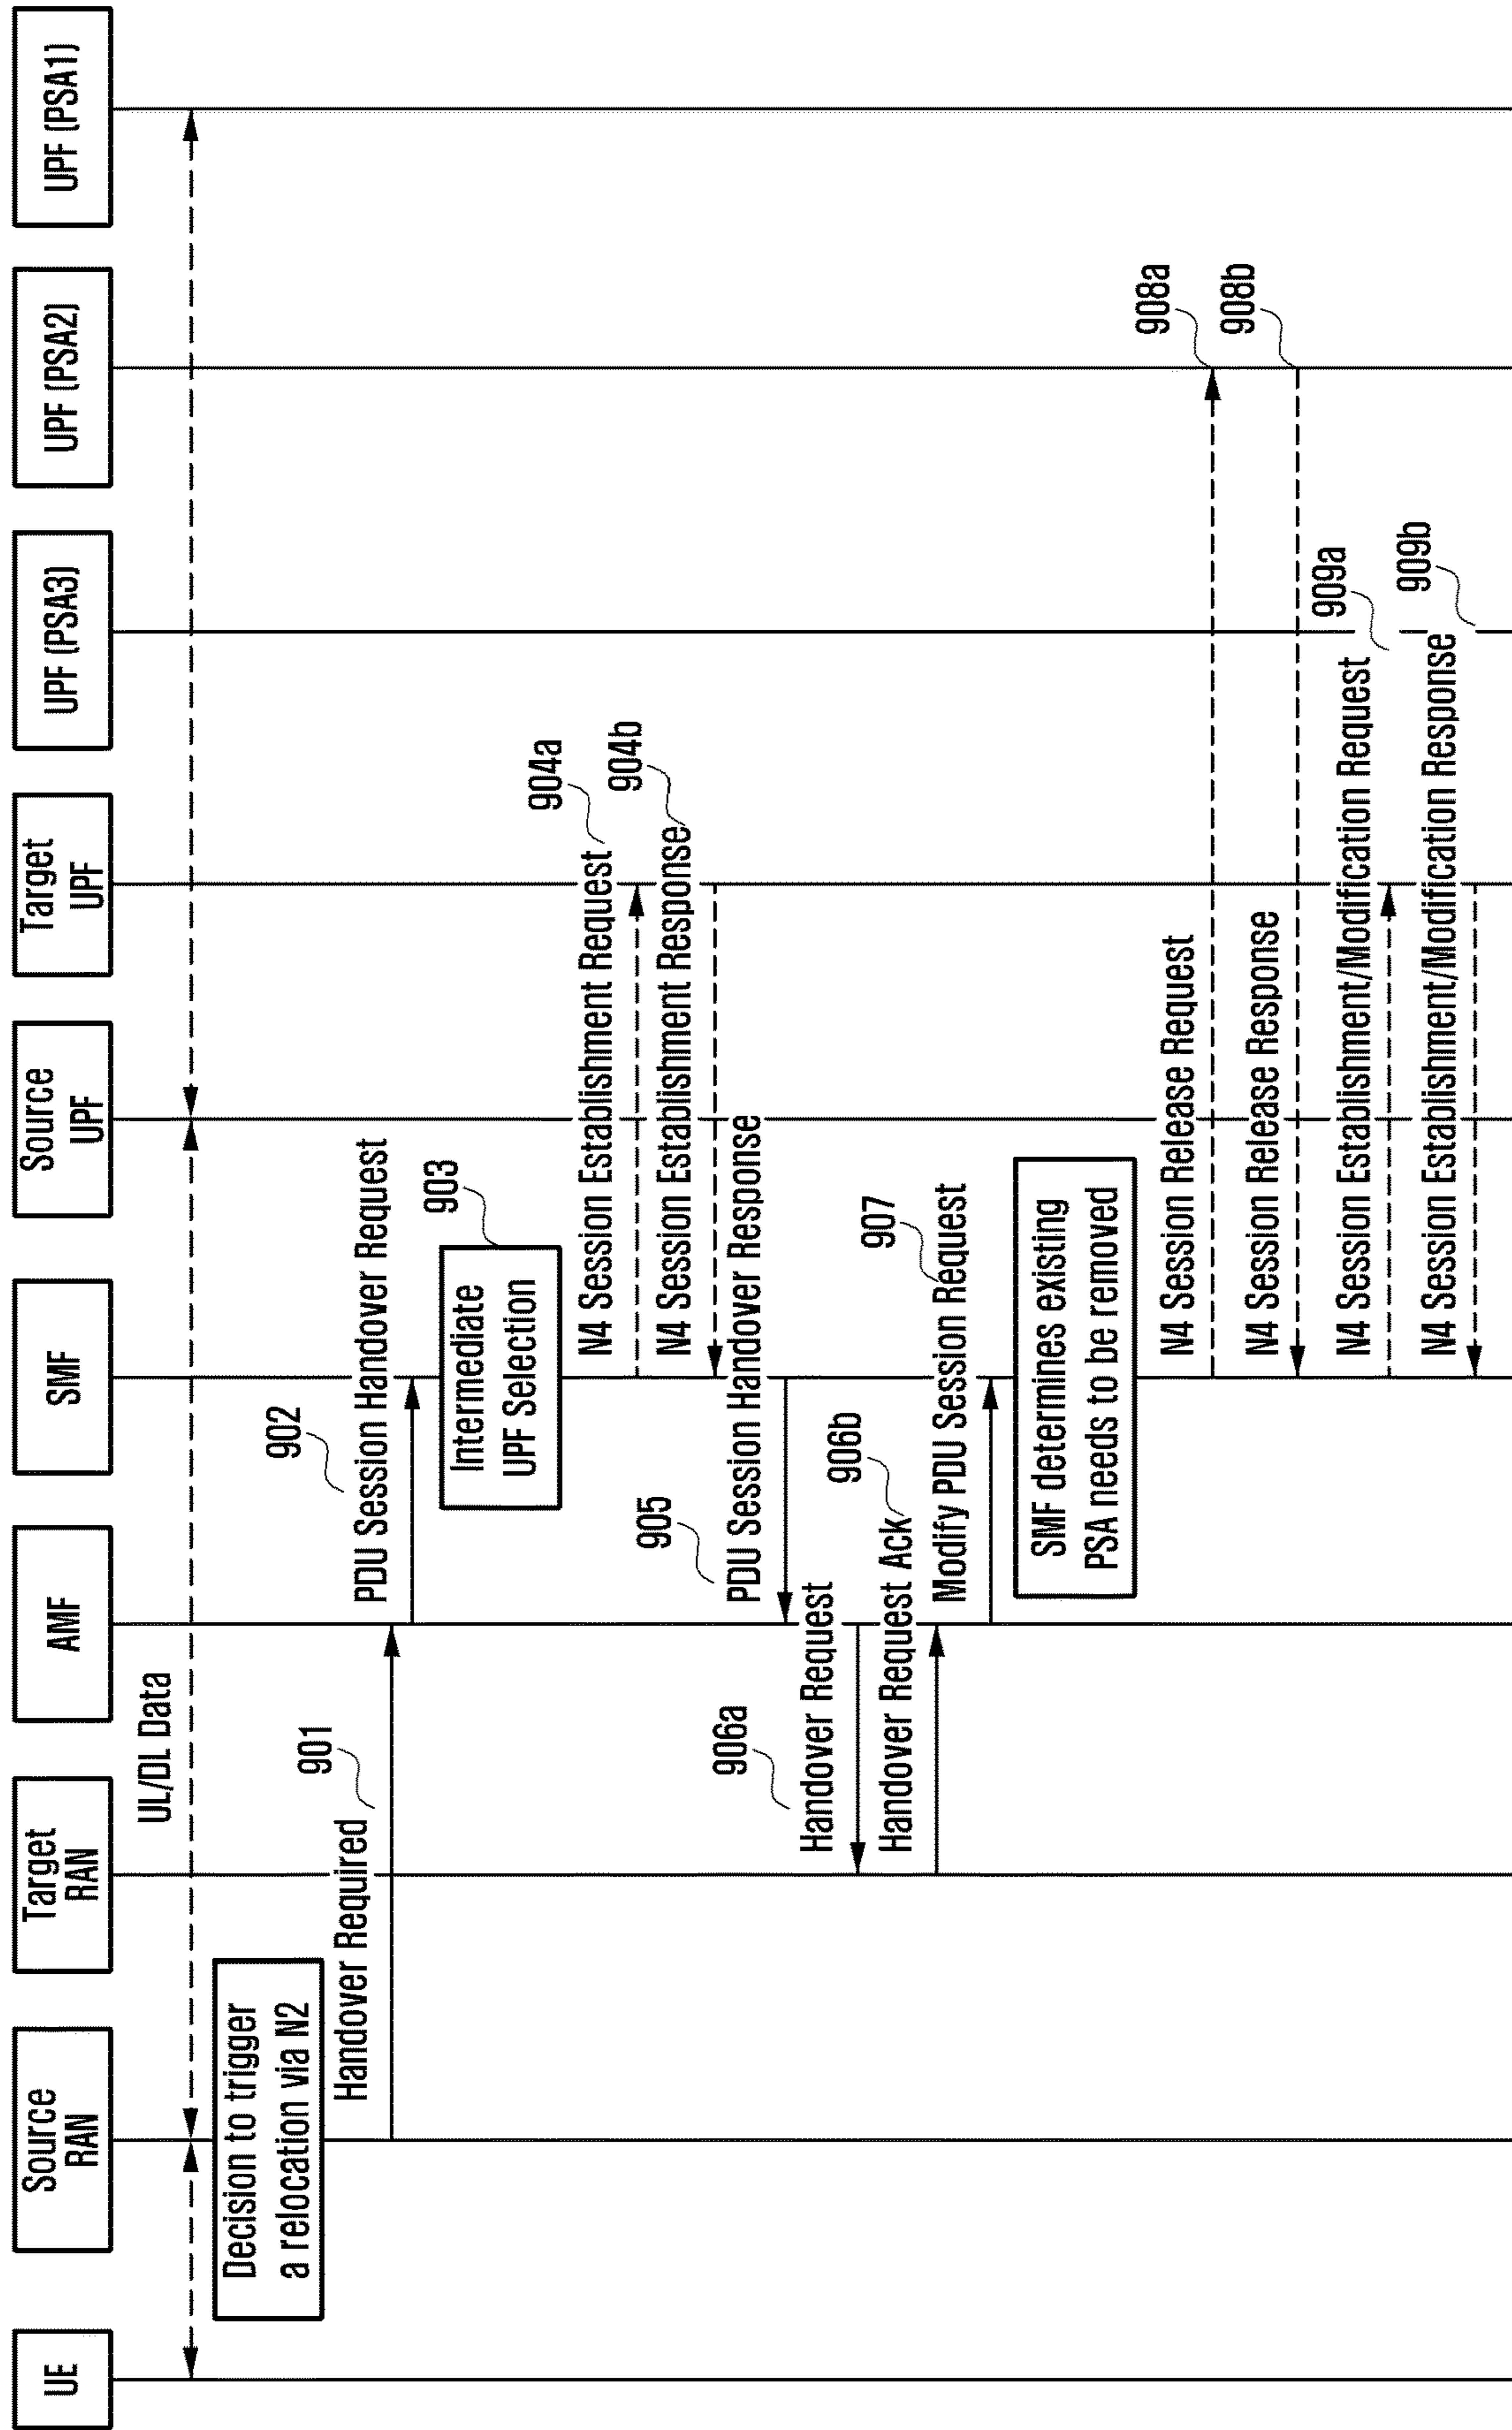 UE
Source
RAN
Target
RAN
AMF
SMF
Source
UPF
Target
UPF
UPF (PSA3)
UPF (PSA2)
UPF (PSA1)
UL/DL Data
Decision to trigger
a relocation via N2
901
Handover Required
902
PDU Session Handover Request
903
Intermediate
UPF Selection
904a
N4 Session Establishment Request
904b
N4 Session Establishment Response
905
PDU Session Handover Response
906a
Handover Request
906b
Handover Request Ack
907
Modify PDU Session Request
SMF determines existing
PSA needs to be removed
908a
N4 Session Release Request
908b
N4 Session Release Response
909a
N4 Session Establishment/Modification Request
909b
N4 Session Establishment/Modification Response